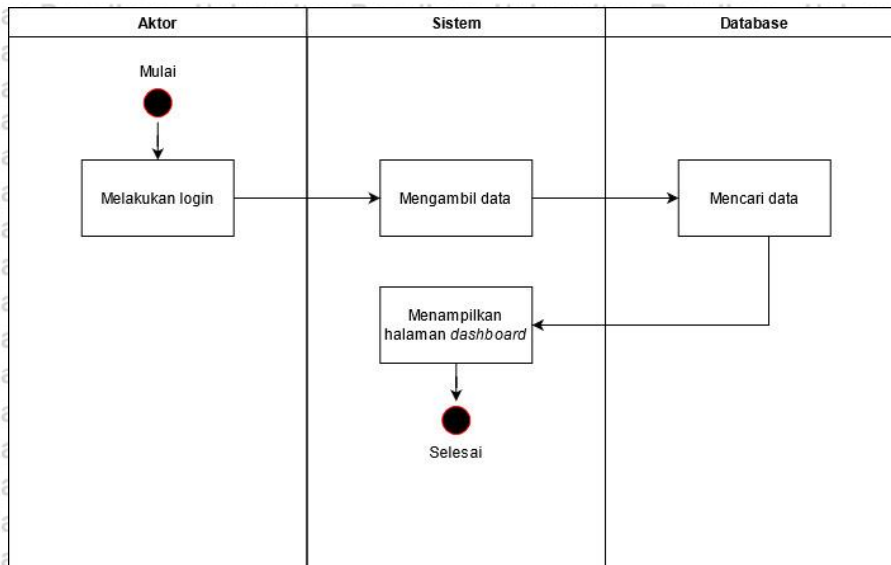 Aktor
Sistem
Database
Mulai
Melakukan login
Mengambil data
Mencari data
Menampilkan
halaman dashboard
Selesai